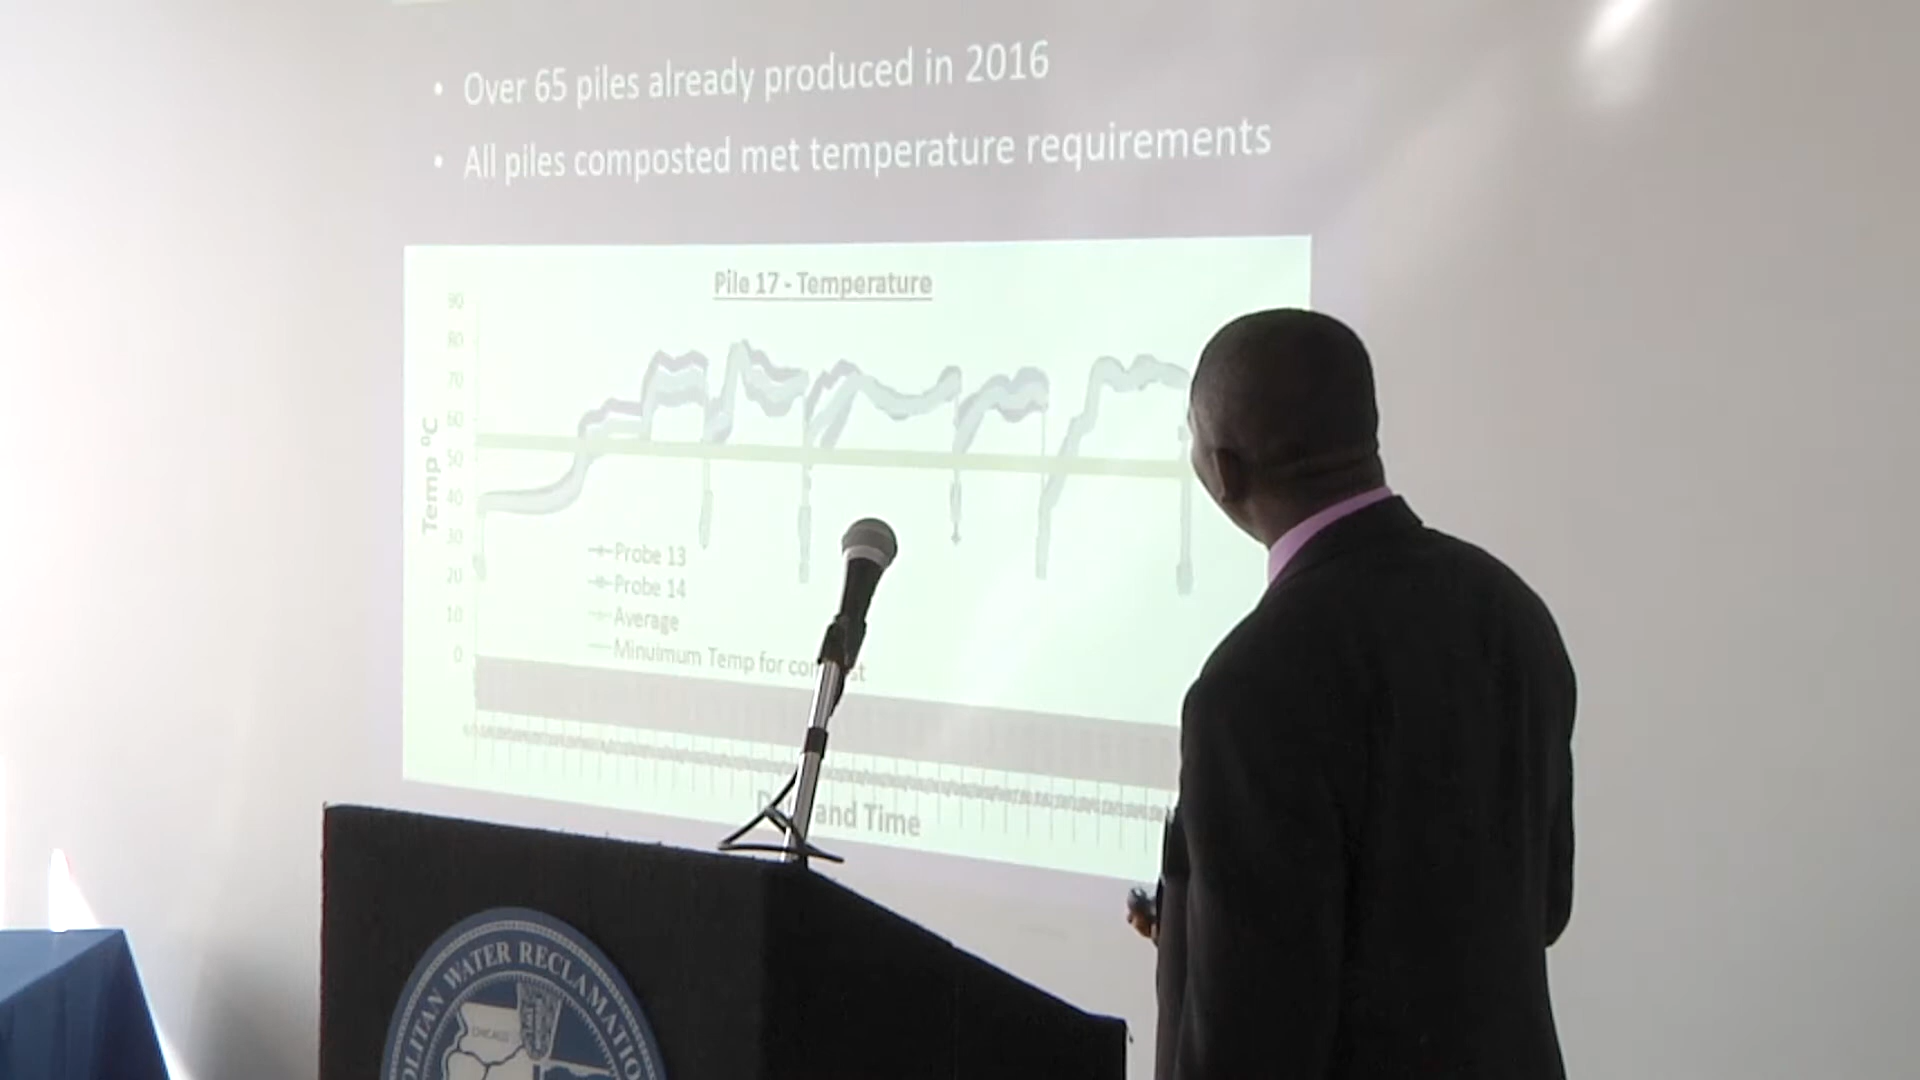 • Over 65 piles already produced in 2016
• All piles composted met temperature requirements
Pile 17 - Temperature
90
80
70
60
50
40
30
20
10
0
Temp °C
Probe 13
Probe 14
Average
Minuimum Temp for
and Time
WATER
CHICAGO